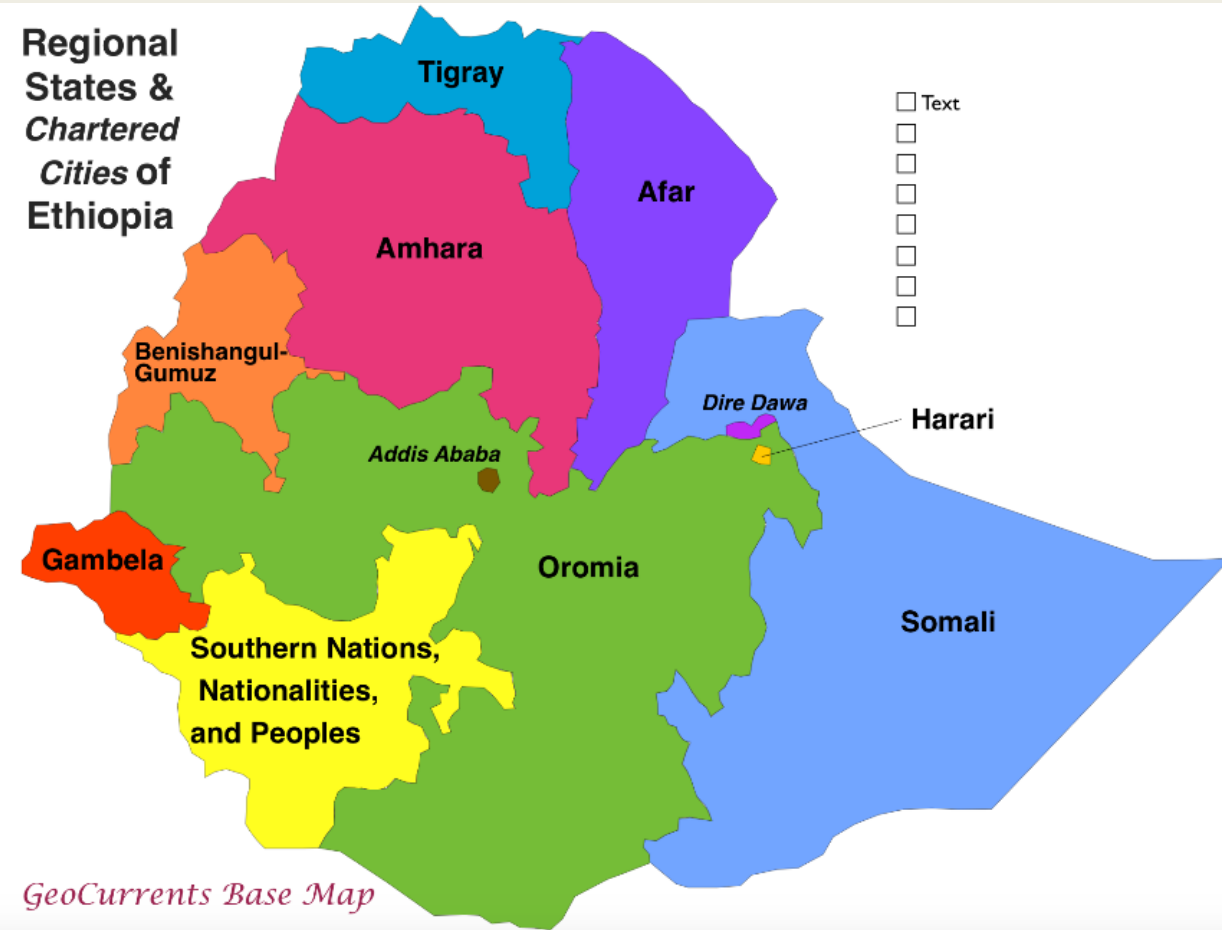 Regional
States &
Chartered
Cities of
Ethiopia
Tigray
Text
Afar
Amhara
Benishangul-
Gumuz
Dire Dawa
Harari
Addis Ababa
Gambela
Oromia
Somali
Southern Nations,
Nationalities,
and Peoples
GeoCurrents Base Map